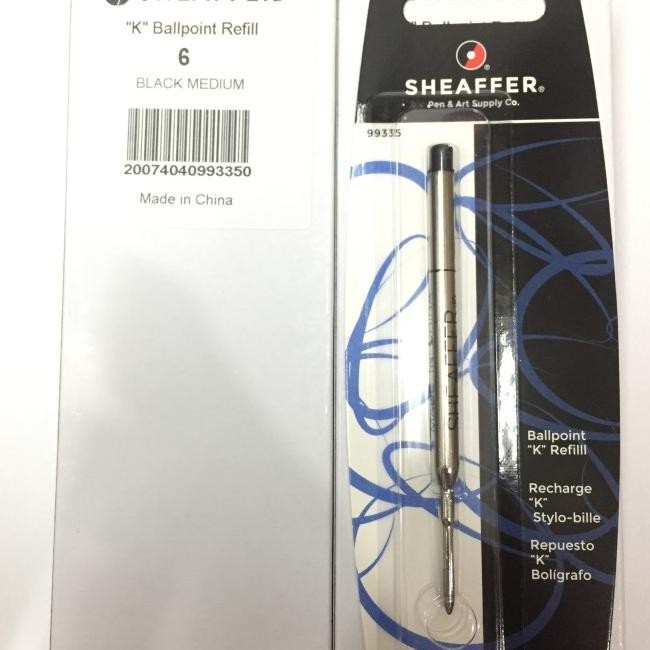 "K" Ballpoint Refill
6
BLACK MEDIUM
20074040993350
Made in China
SHEAFFER®
Pen & Art Supply Co.
99335
SHEAFFER®
Ballpoint
"K" Refilll
Recharge
"K"
Stylo-bille
Repuesto
"K"
Bolígrafo